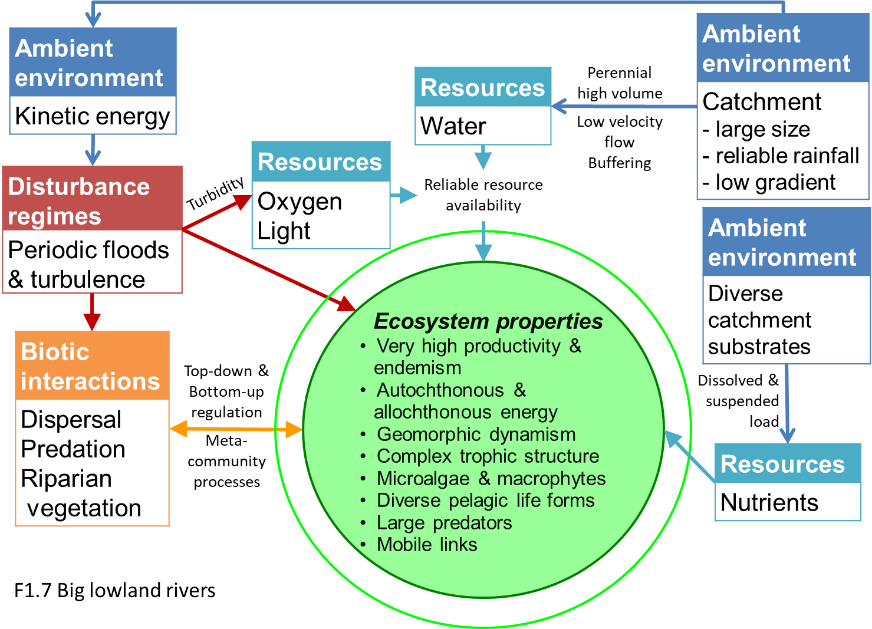 Ambient
environment
Kinetic energy
Disturbance
regimes
Periodic floods
& turbulence
Turbidity
Resources
Oxygen
Light
Resources
Water
Perennial
high volume
Low velocity
flow
Buffering
Ambient
environment
Catchment
- large size
- reliable rainfall
- low gradient
Reliable resource
availability
Ambient
environment
Diverse
catchment
substrates
Dissolved &
suspended
load
Resources
Nutrients
Biotic
interactions
Dispersal
Predation
Riparian
vegetation
Top-down &
Bottom-up
regulation
Meta-
community
processes
Ecosystem properties
• Very high productivity &
endemism
• Autochthonous &
allochthonous energy
• Geomorphic dynamism
• Complex trophic structure
• Microalgae & macrophytes
• Diverse pelagic life forms
• Large predators
• Mobile links
F1.7 Big lowland rivers